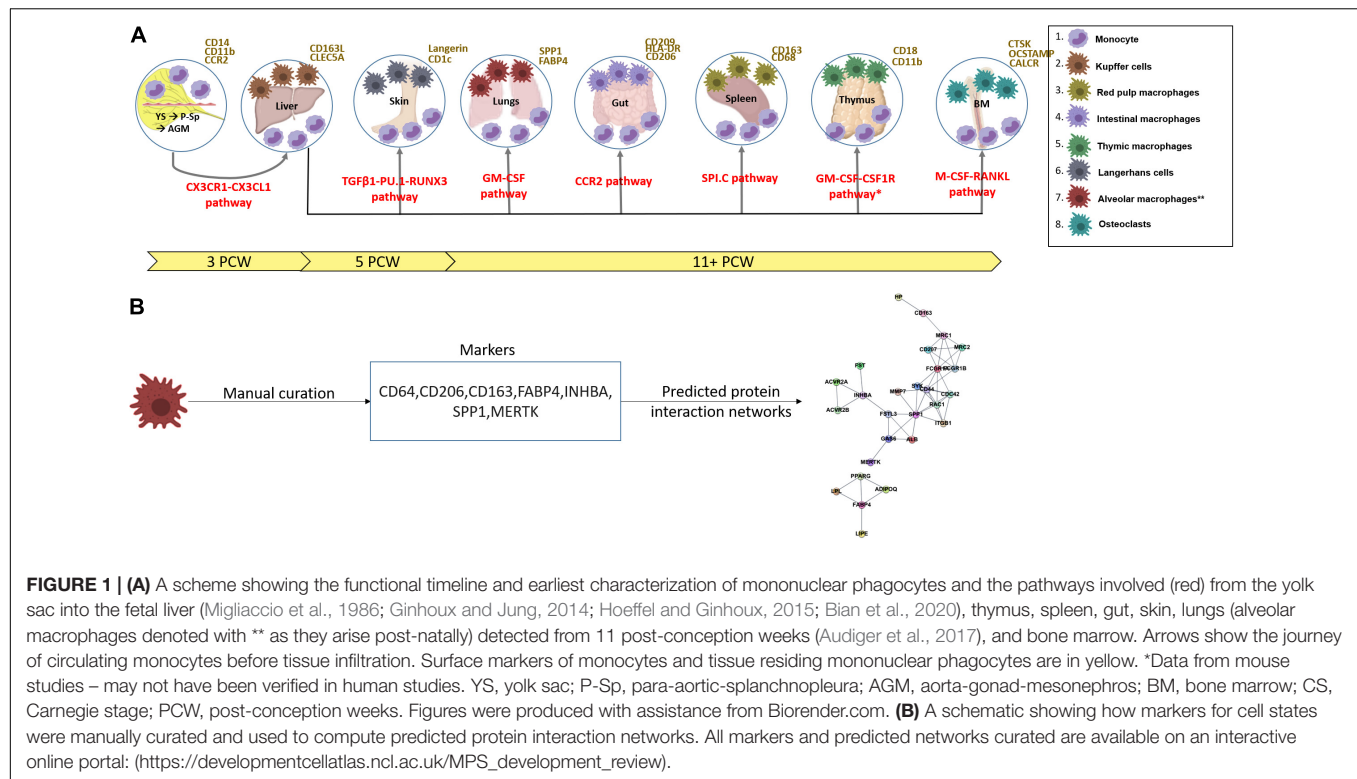 A
CD14
CD11b
CCR2
YS → P-Sp
→ AGM
CD163L
CLEC5A
Liver
Langerin
CD1c
Skin
SPP1
FABP4
Lungs
CD209
HLA-DR
CD206
Gut
CD163
CD68
Spleen
CD18
CD11b
Thymus
CTSK
OCSTAMP
CALCR
BM
CX3CR1-CX3CL1
pathway
TGFβ1-PU.1-RUNX3
pathway
GM-CSF
pathway
CCR2 pathway
SPI.C pathway
GM-CSF-CSF1R
pathway*
M-CSF-RANKL
pathway
1. Monocyte
2. Kupffer cells
3. Red pulp macrophages
4. Intestinal macrophages
5. Thymic macrophages
6. Langerhans cells
7. Alveolar macrophages**
8. Osteoclasts
3 PCW
5 PCW
11+ PCW
B
Manual curation
Markers
CD64,CD206,CD163,FABP4,INHBA,
SPP1,MERTK
Predicted protein
interaction networks
HP
CD163
MRC1
CD207
MRC2
FCGR1B
FST
ACVR2A
INHBA
ACVR2B
SYK
CD44
MMP7
CDC42
RAC1
FSTL3
SPP1
ITGB1
GAS6
ALB
MERTK
PPARG
LPL
ADIPOQ
FABP4
LIPE
FIGURE 1 | (A) A scheme showing the functional timeline and earliest characterization of mononuclear phagocytes and the pathways involved (red) from the yolk
sac into the fetal liver (Migliaccio et al., 1986; Ginhoux and Jung, 2014; Hoeffel and Ginhoux, 2015; Bian et al., 2020), thymus, spleen, gut, skin, lungs (alveolar
macrophages denoted with ** as they arise post-natally) detected from 11 post-conception weeks (Audiger et al., 2017), and bone marrow. Arrows show the journey
of circulating monocytes before tissue infiltration. Surface markers of monocytes and tissue residing mononuclear phagocytes are in yellow. *Data from mouse
studies – may not have been verified in human studies. YS, yolk sac; P-Sp, para-aortic-splanchnopleura; AGM, aorta-gonad-mesonephros; BM, bone marrow; CS,
Carnegie stage; PCW, post-conception weeks. Figures were produced with assistance from Biorender.com. (B) A schematic showing how markers for cell states
were manually curated and used to compute predicted protein interaction networks. All markers and predicted networks curated are available on an interactive
online portal: (https://developmentcellatlas.ncl.ac.uk/MPS_development_review).